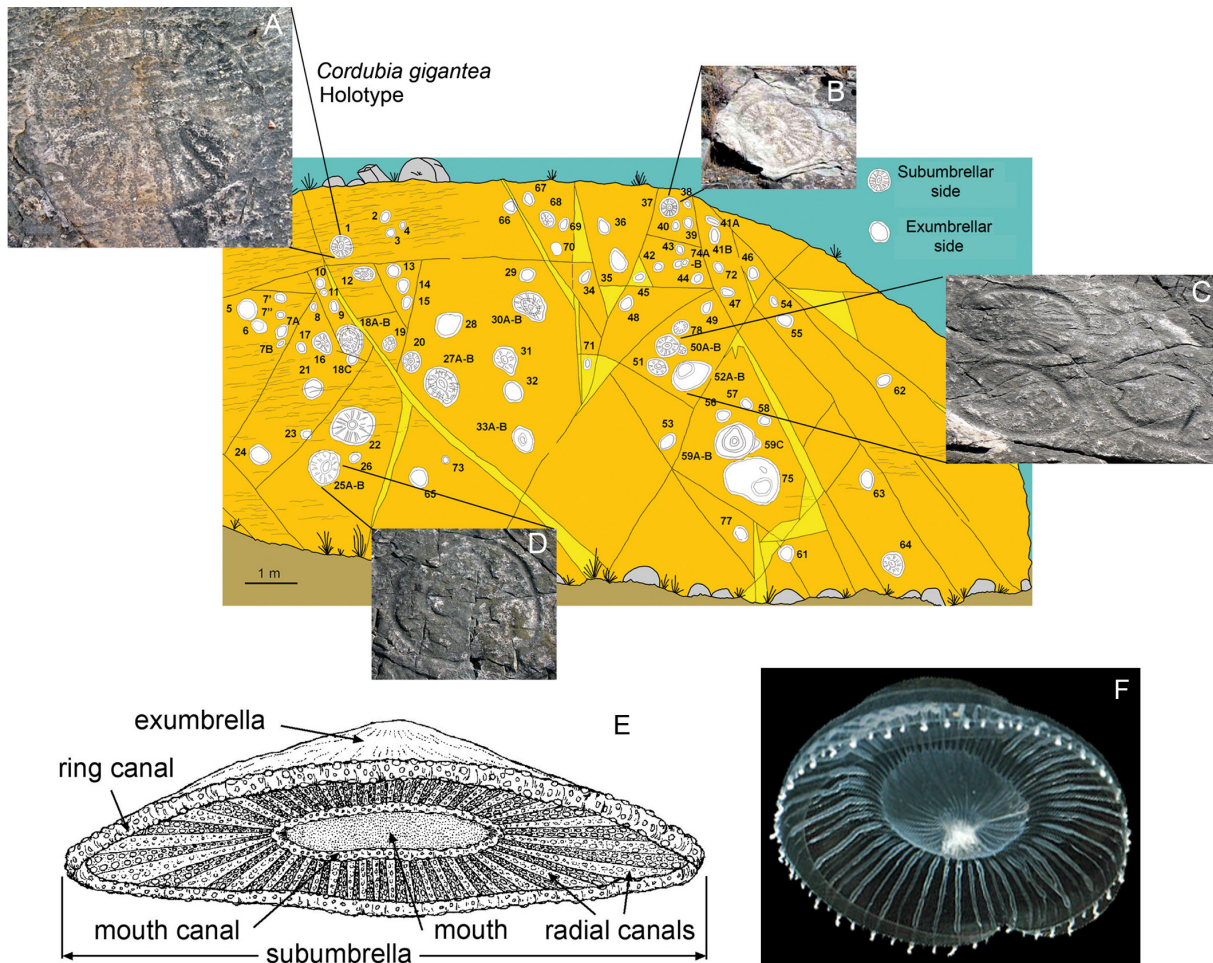 A
Cordubia gigantea
Holotype
B
Subumbrellar
side
Exumbrellar
side
C
1
2
3
4
67
66
68
69
70
36
35
37
38
40
39
41A
41B
43
74A
-B
42
44
72
46
34
45
48
47
49
54
55
10
11
12
13
14
15
5
6
7'
7"
7A
7B
8
9
17
16
18A-B
18C
19
20
28
27A-B
29
30A-B
31
32
33A-B
71
78
50A-B
51
52A-B
62
21
22
23
24
25A-B
26
65
73
53
56
57
58
59A-B
59C
75
63
77
61
64
1 m
D
E
exumbrella
ring canal
mouth canal
mouth
radial canals
subumbrella
F